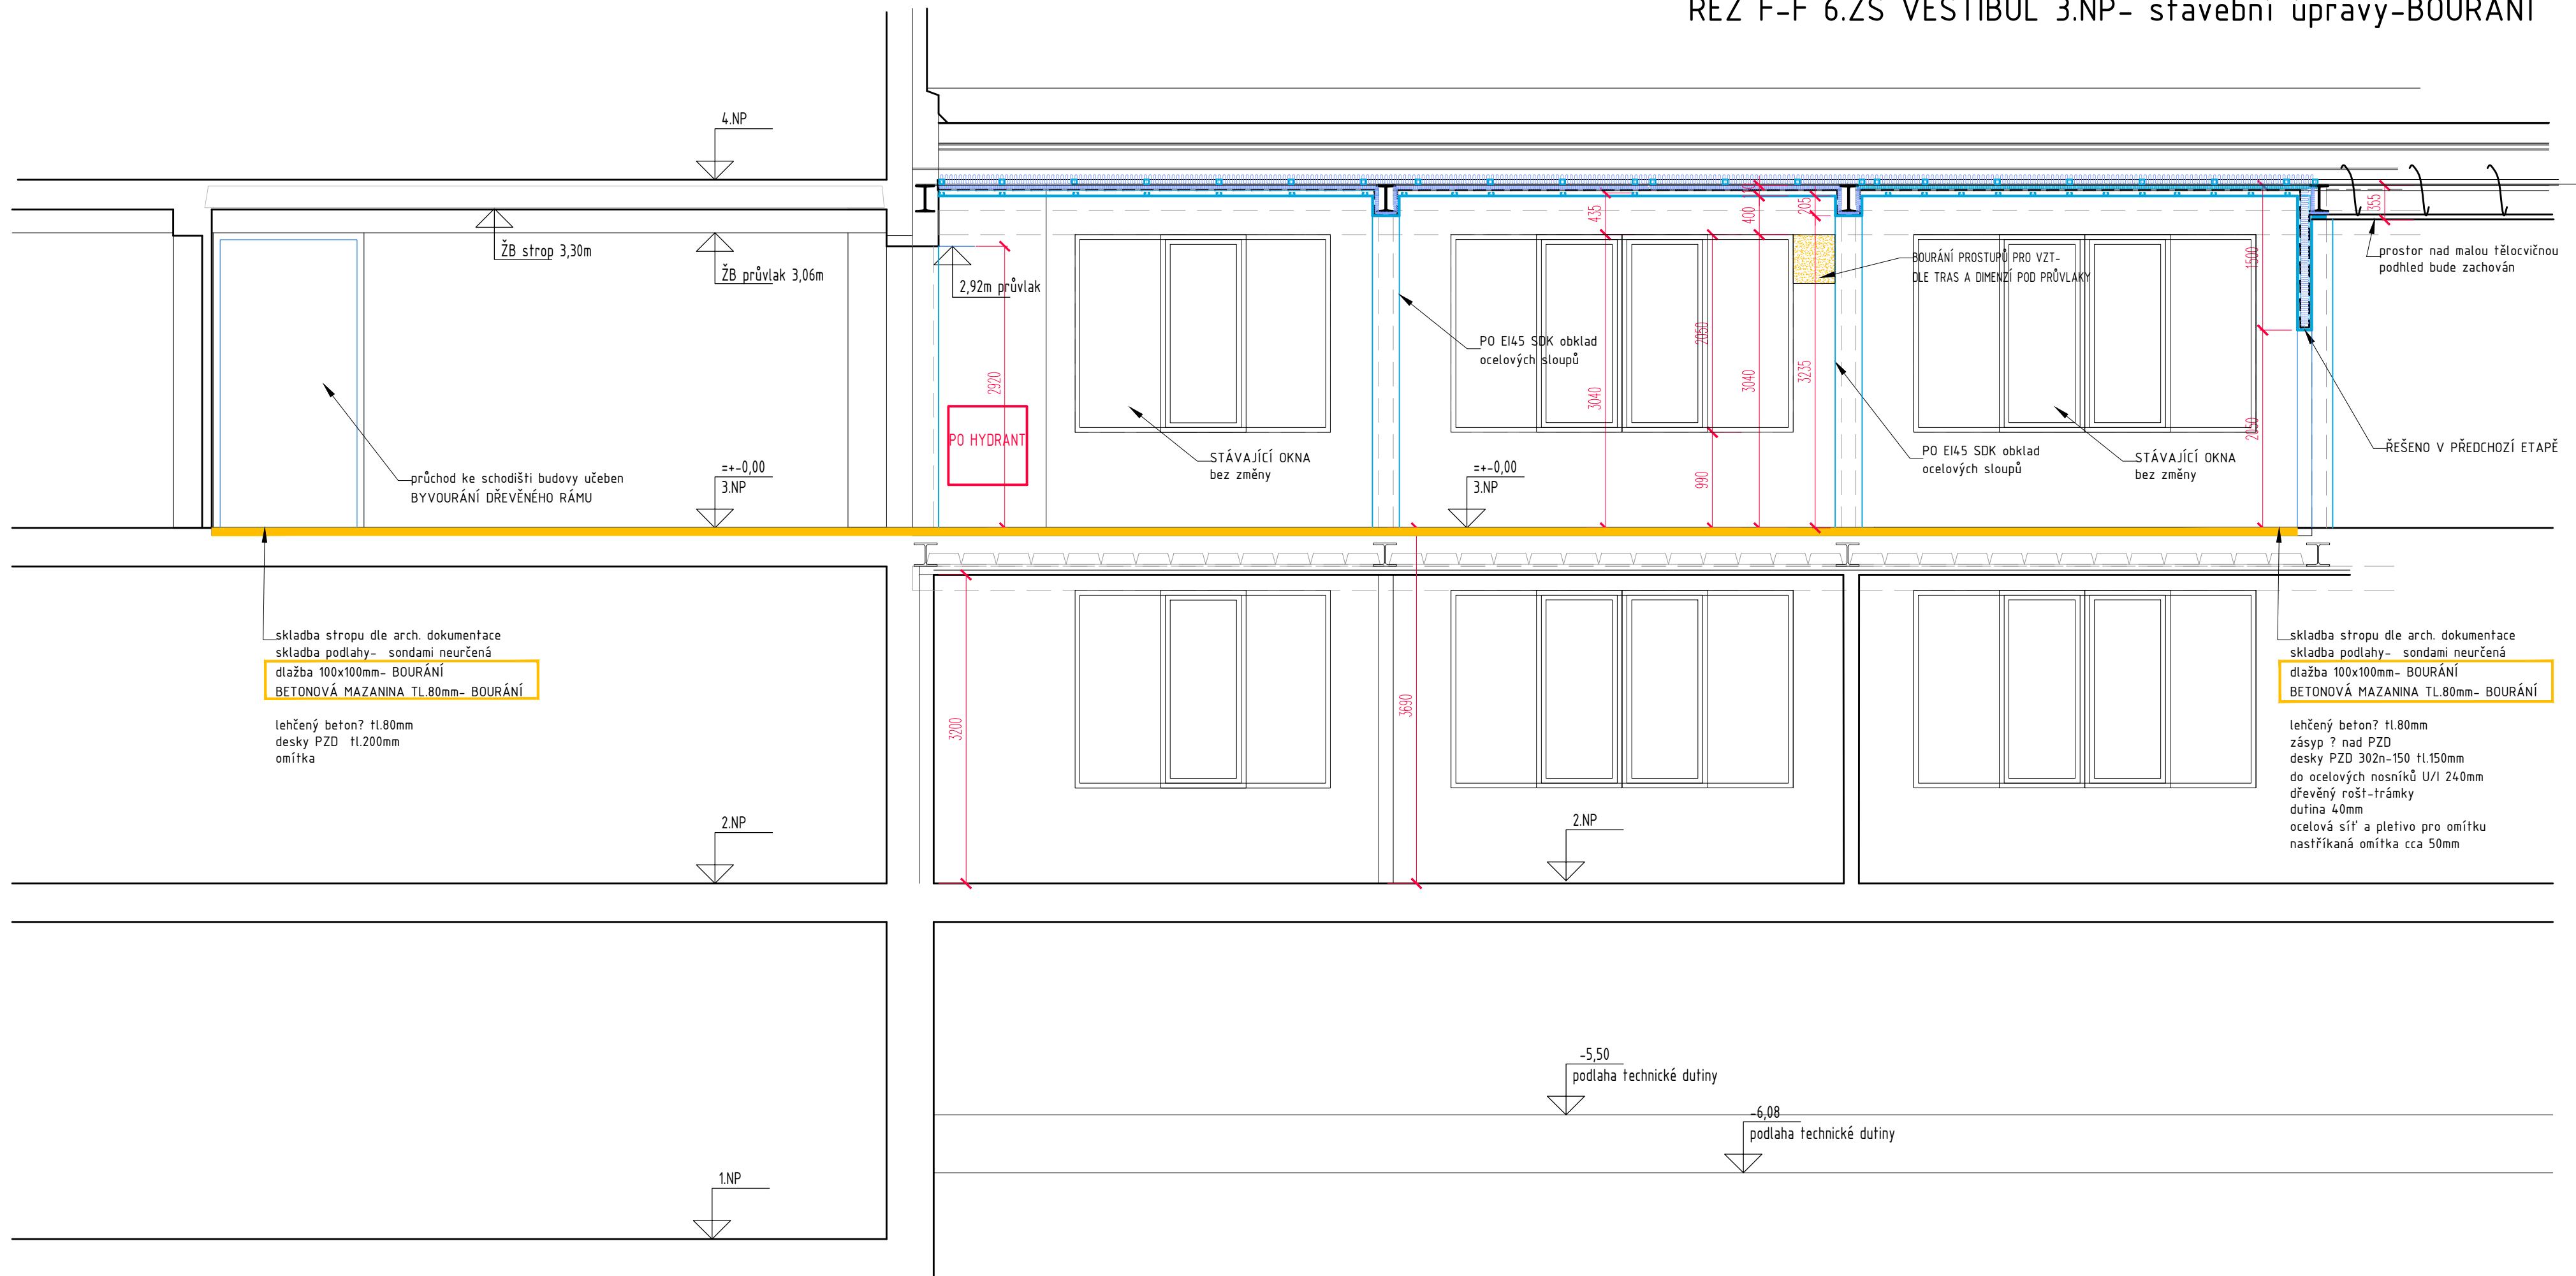 ŘEZ F-F 6.ZŠ VESTIBUL 3.NP- stavební úpravy-BOURÁNÍ
4.NP
ŽB strop 3,30m
ŽB průvlak 3,06m
2,92m průvlak
435
400
205
355
1500
BOURÁNÍ PROSTUPŮ PRO VZT-
DLE TRAS A DIMENZÍ POD PRŮVLAKY
prostor nad malou tělocvičnou
podhled bude zachován
PO EI45 SDK obklad
ocelových sloupů
2920
2050
3040
3040
3235
2050
990
PO HYDRANT
STÁVAJÍCÍ OKNA
bez změny
PO EI45 SDK obklad
ocelových sloupů
STÁVAJÍCÍ OKNA
bez změny
ŘEŠENO V PŘEDCHOZÍ ETAPĚ
průchod ke schodišti budovy učeben
BYVOURÁNÍ DŘEVĚNÉHO RÁMU
=+-0,00
3.NP
=+-0,00
3.NP
skladba stropu dle arch. dokumentace
skladba podlahy- sondami neurčená
dlažba 100x100mm- BOURÁNÍ
BETONOVÁ MAZANINA TL.80mm- BOURÁNÍ
lehčený beton? tl.80mm
desky PZD tl.200mm
omítka
3200
3690
skladba stropu dle arch. dokumentace
skladba podlahy- sondami neurčená
dlažba 100x100mm- BOURÁNÍ
BETONOVÁ MAZANINA TL.80mm- BOURÁNÍ
lehčený beton? tl.80mm
zásyp ? nad PZD
desky PZD 302n-150 tl.150mm
do ocelových nosníků U/I 240mm
dřevěný rošt-trámky
dutina 40mm
ocelová síť a pletivo pro omítku
nastříkaná omítka cca 50mm
2.NP
2.NP
-5,50
podlaha technické dutiny
-6,08
podlaha technické dutiny
1.NP